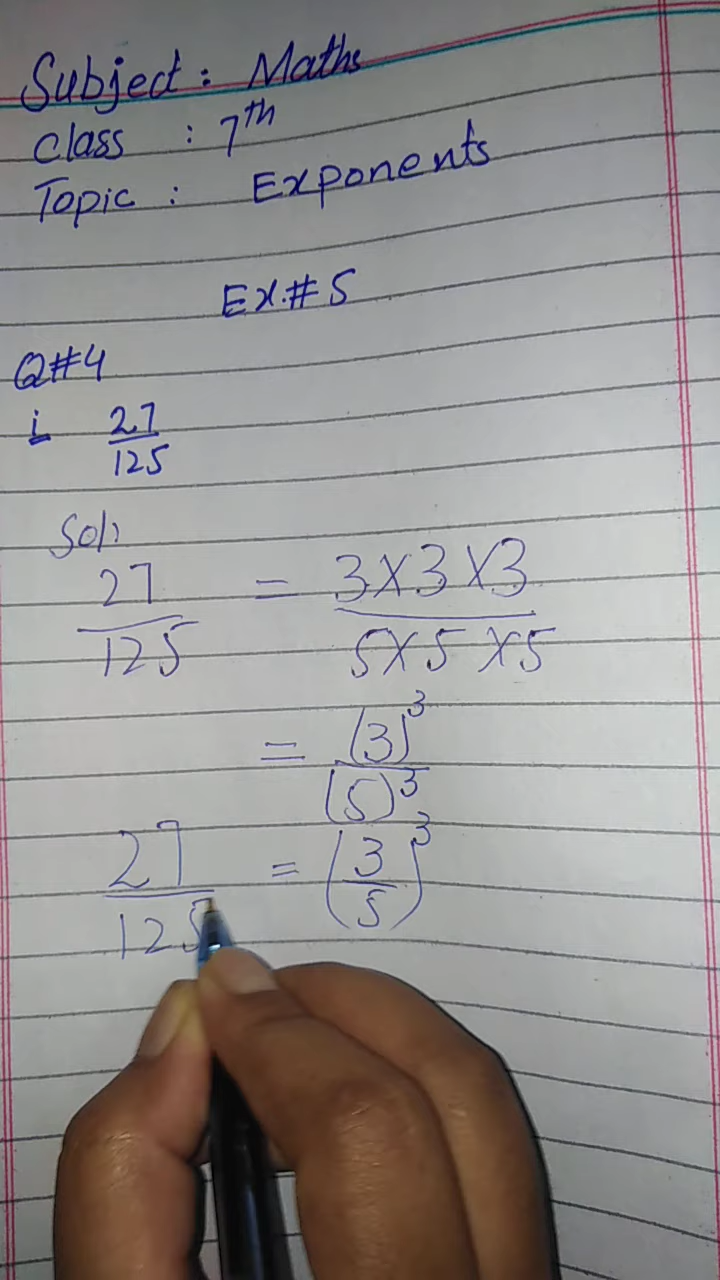 Subject: Maths
Class : 7th
Topic : Exponents
Ex.# 5
Q#4
i 27/125
Sol:
27/125 = 3×3×3/5×5×5
= (3)³/(5)³
27/125 = (3/5)³